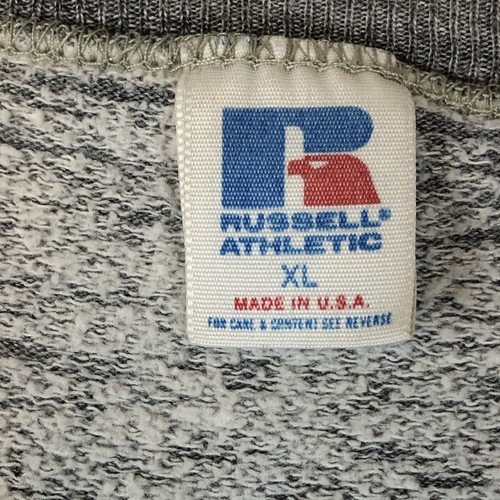 RUSSELL®
ATHLETIC
XL
MADE IN U.S.A.
FOR CARE & CONTENT SEE REVERSE